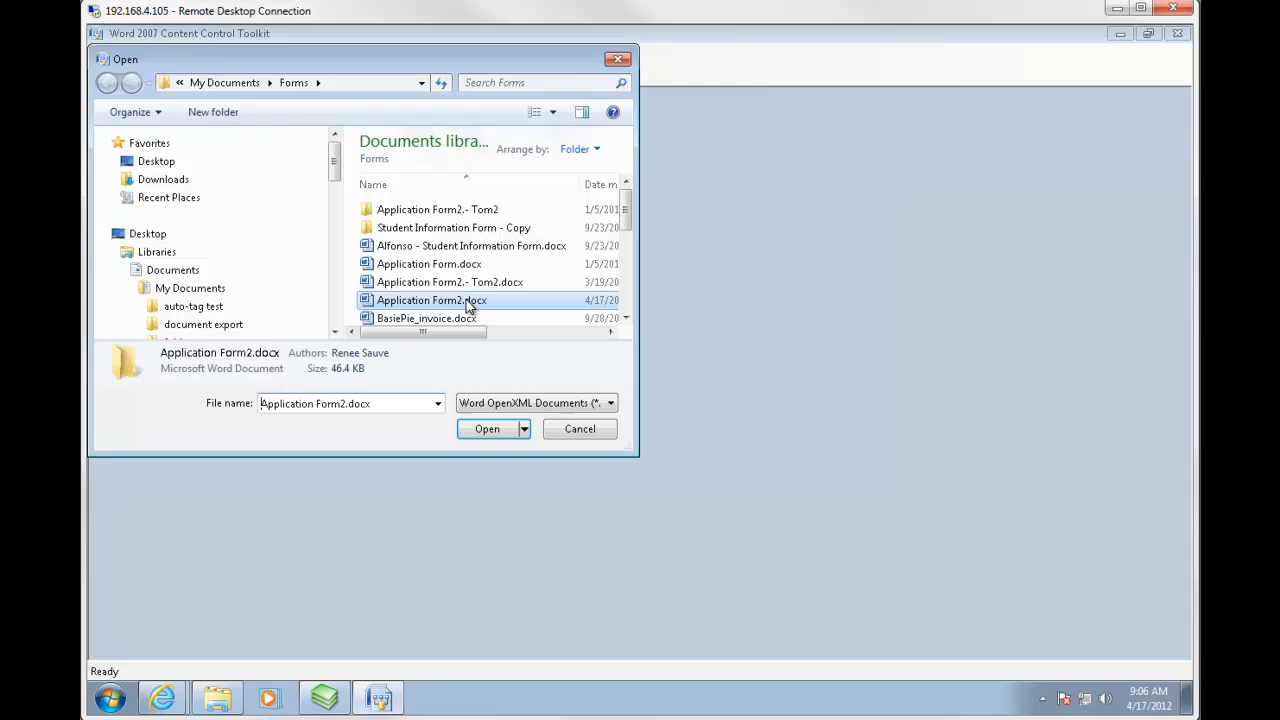 192.168.4.105 - Remote Desktop Connection
Word 2007 Content Control Toolkit
Open
« My Documents Forms
Search Forms
Organize
New folder
Favorites
Desktop
Downloads
Recent Places
Desktop
Libraries
Documents
My Documents
auto-tag test
document export
Documents libra...
Forms
Arrange by: Folder
Name Date m
Application Form2.- Tom2 1/5/201
Student Information Form - Copy 9/23/20
Alfonso - Student Information Form.docx 9/23/20
Application Form.docx 1/5/201
Application Form2.- Tom2.docx 3/19/20
Application Form2.docx 4/17/20
BasiePie_invoice.docx 9/28/20
Application Form2.docx Authors: Renee Sauve
Microsoft Word Document Size: 46.4 KB
File name: Application Form2.docx Word OpenXML Documents (*.
Open Cancel
Ready
9:06 AM
4/17/2012